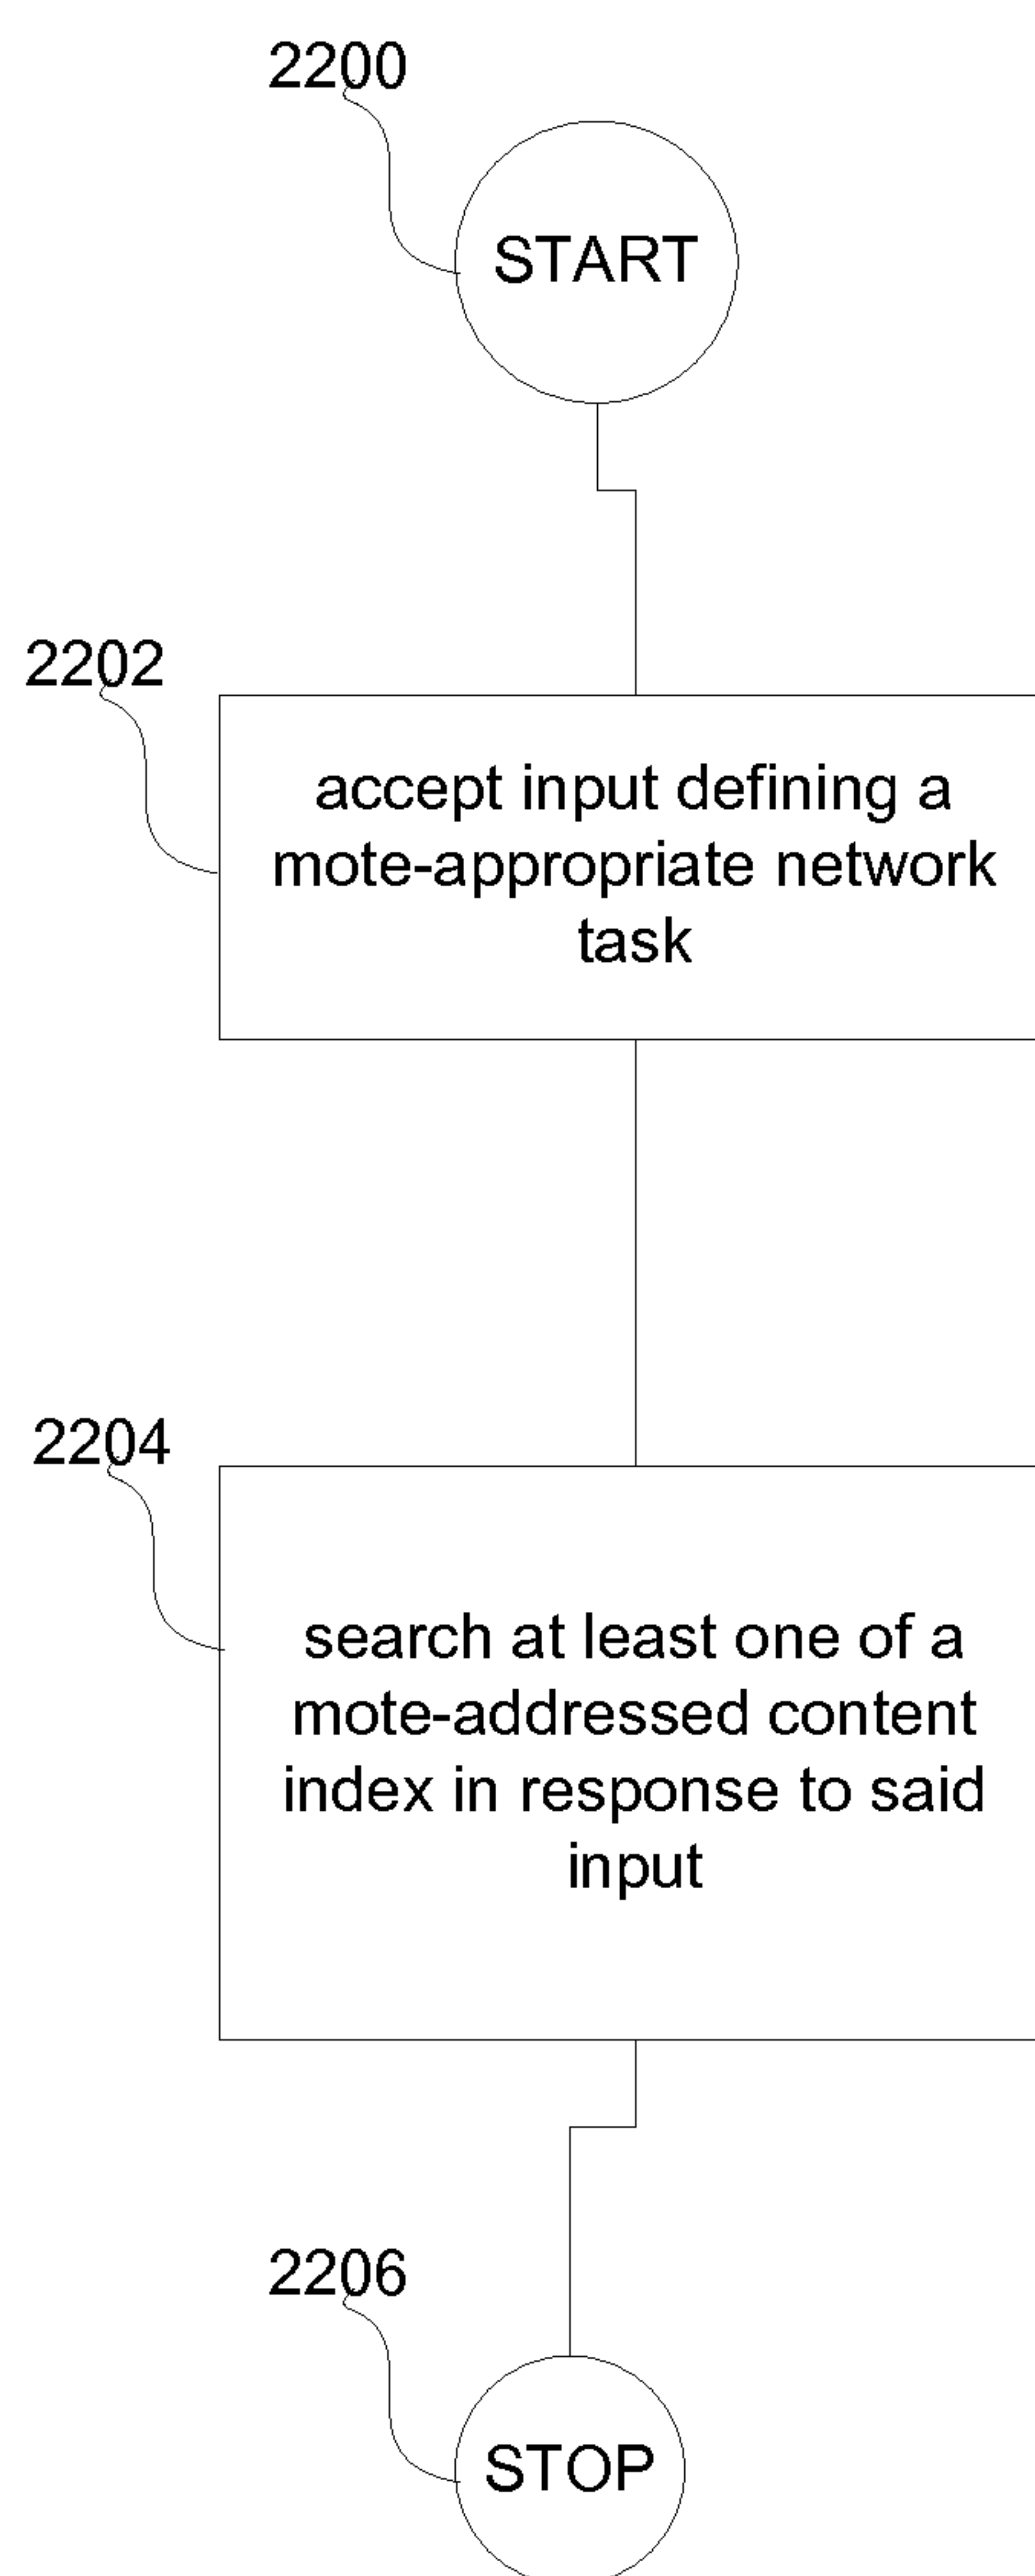 2200
START
2202
accept input defining a
mote-appropriate network
task
2204
search at least one of a
mote-addressed content
index in response to said
input
2206
STOP